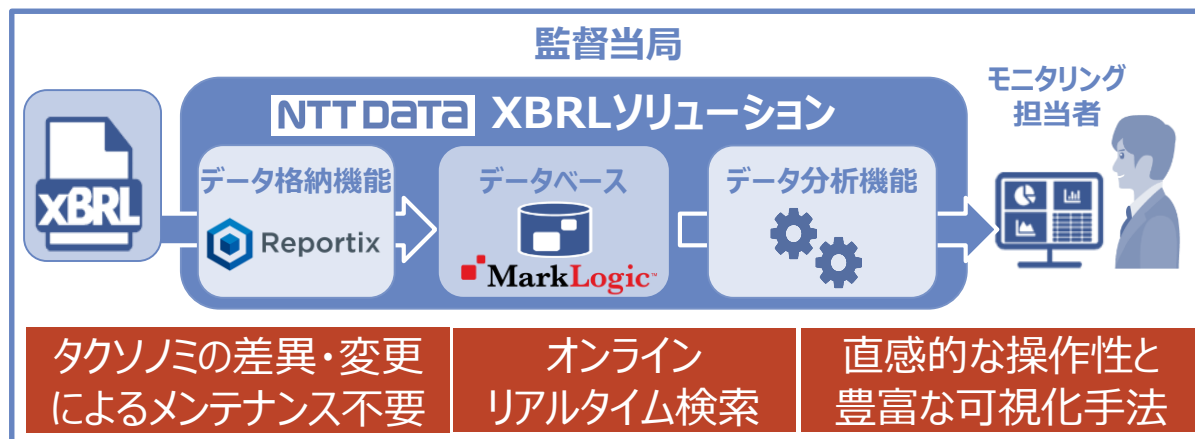 監督当局
NTT DATA XBRLソリューション
モニタリング
担当者
XBRL
データ格納機能
データベース
データ分析機能
Reportix
MarkLogic™
タクソノミの差異・変更
によるメンテナンス不要
オンライン
リアルタイム検索
直感的な操作性と
豊富な可視化手法